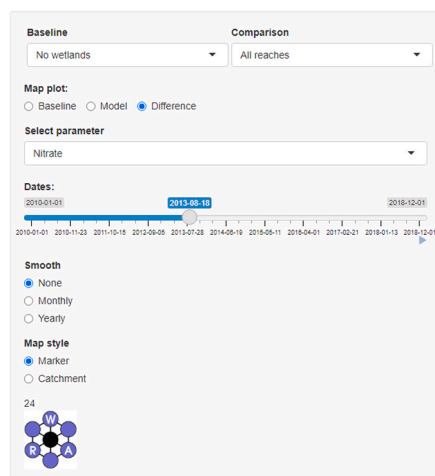 Baseline Comparison
No wetlands All reaches
Map plot:
Baseline Model Difference
Select parameter
Nitrate
Dates:
2010-01-01 2013-08-18 2018-12-01
2010-01-01 2010-11-23 2011-10-15 2012-09-05 2013-07-28 2014-06-19 2015-05-11 2016-04-01 2017-02-21 2018-01-13 2018-12-01
Smooth
None
Monthly
Yearly
Map style
Marker
Catchment
24
W
R A